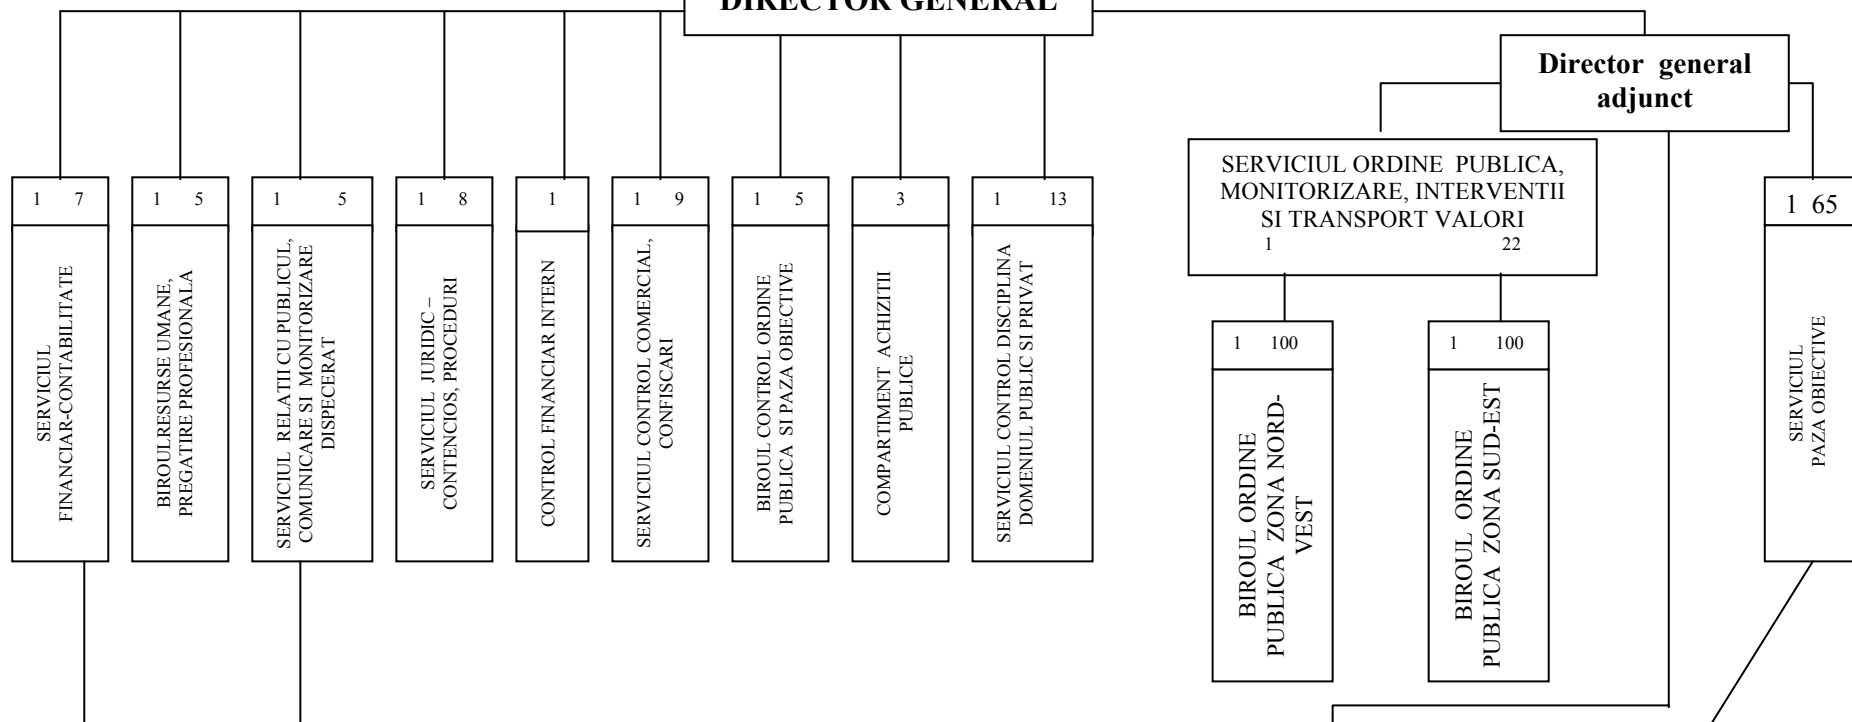 DIRECTOR GENERAL
Director general
adjunct
1 7
SERVICIUL
FINANCIAR-CONTABILITATE
1 5
BIROULRESURSE UMANE,
PREGATIRE PROFESIONALA
1 5
SERVICIUL RELATII CU PUBLICUL,
COMUNICARE SI MONITORIZARE
DISPECERAT
1 8
SERVICIUL JURIDIC –
CONTENCIOS, PROCEDURI
1
CONTROL FINANCIAR INTERN
1 9
SERVICIUL CONTROL COMERCIAL,
CONFISCARI
1 5
BIROUL CONTROL ORDINE
PUBLICA SI PAZA OBIECTIVE
3
COMPARTIMENT ACHIZITII
PUBLICE
1 13
SERVICIUL CONTROL DISCIPLINA
DOMENIUL PUBLIC SI PRIVAT
SERVICIUL ORDINE PUBLICA,
MONITORIZARE, INTERVENTII
SI TRANSPORT VALORI
1 22
1 100
BIROUL ORDINE
PUBLICA ZONA NORD-
VEST
1 100
BIROUL ORDINE
PUBLICA ZONA SUD-EST
1 65
SERVICIUL
PAZA OBIECTIVE